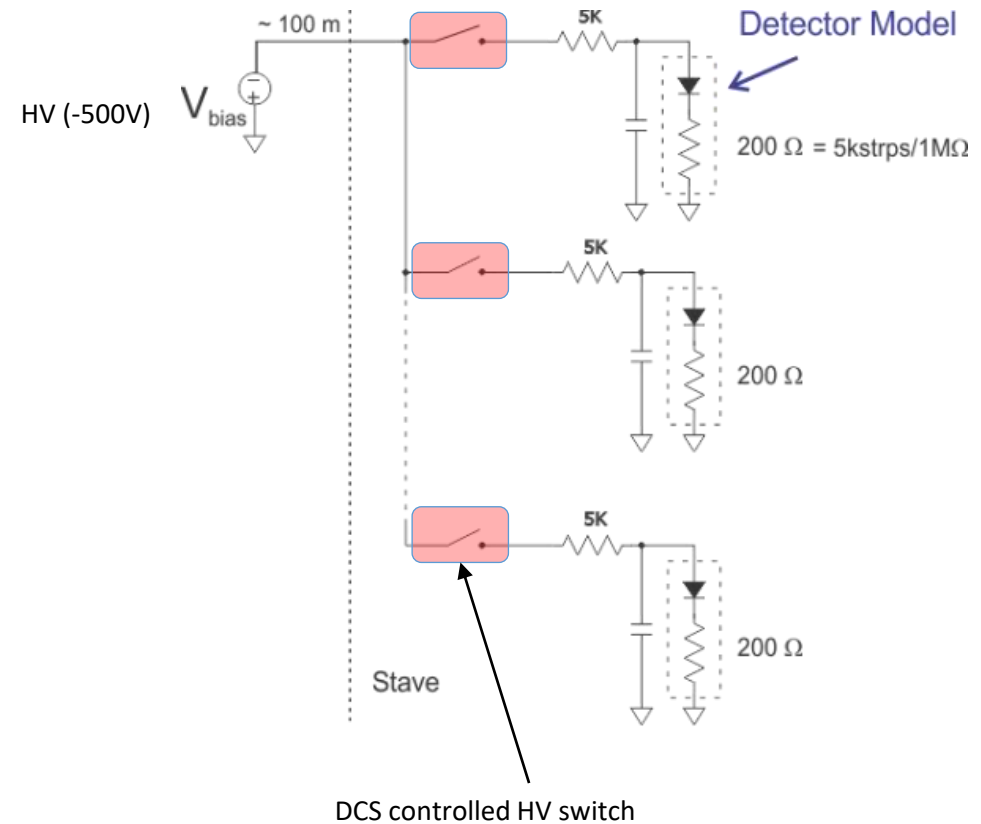 ~ 100 m
5K
Detector Model
HV (-500V)
V bias
200 Ω = 5kstrps/1MΩ
5K
200 Ω
5K
200 Ω
Stave
DCS controlled HV switch